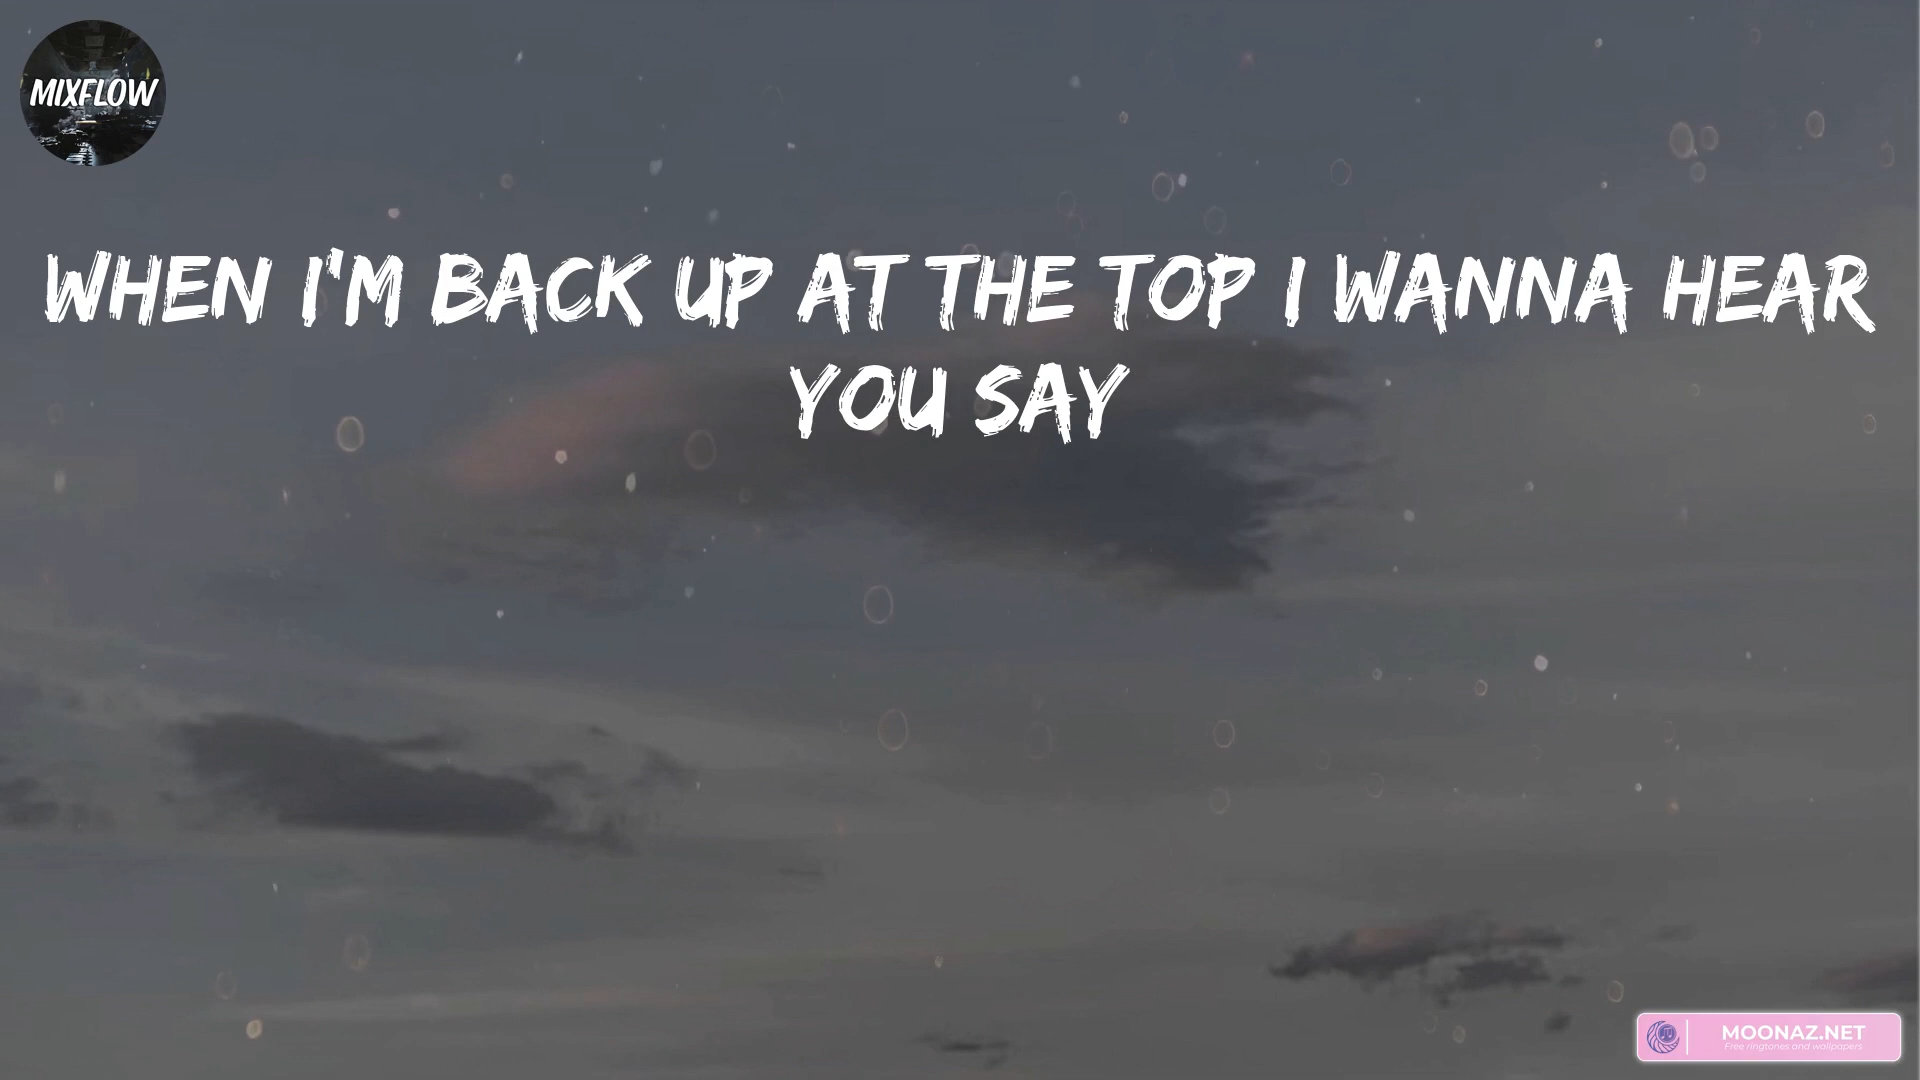 MIXFLOW
WHEN I'M BACK UP AT THE TOP I WANNA HEAR
YOU SAY
MOONAZ.NET
Free ringtones and wallpapers